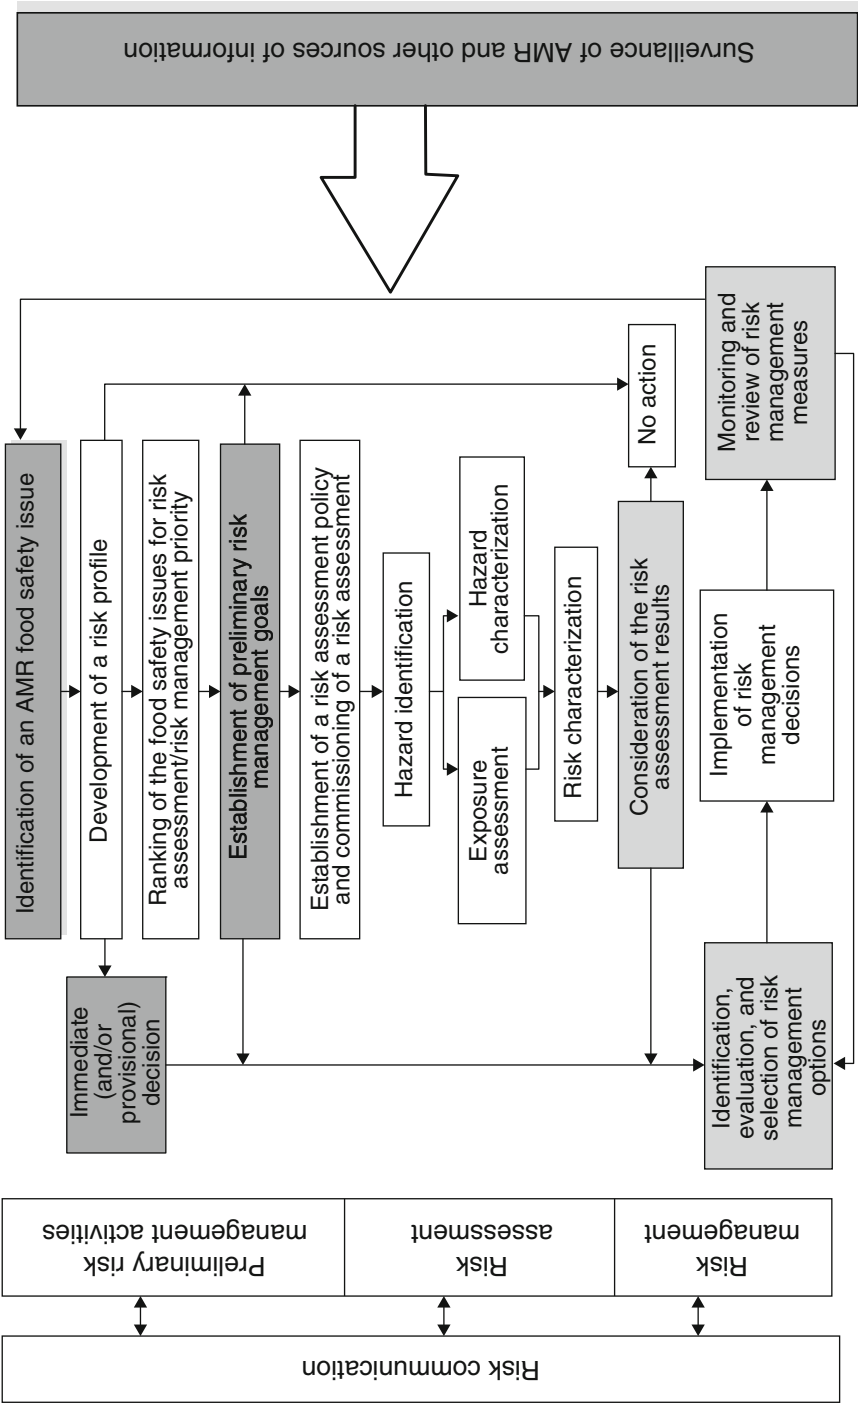 Surveillance of AMR and other sources of information
Identification of an AMR food safety issue
Development of a risk profile
Immediate
(and/or
provisional)
decision
Ranking of the food safety issues for risk
assessment/risk management priority
Establishment of preliminary risk
management goals
Establishment of a risk assessment policy
and commissioning of a risk assessment
Hazard identification
Exposure
assessment
Hazard
characterization
Risk characterization
Consideration of the risk
assessment results
No action
Identification,
evaluation, and
selection of risk
management
options
Implementation
of risk
management
decisions
Monitoring and
review of risk
management
measures
Preliminary risk
management activities
Risk
assessment
Risk
management
Risk communication